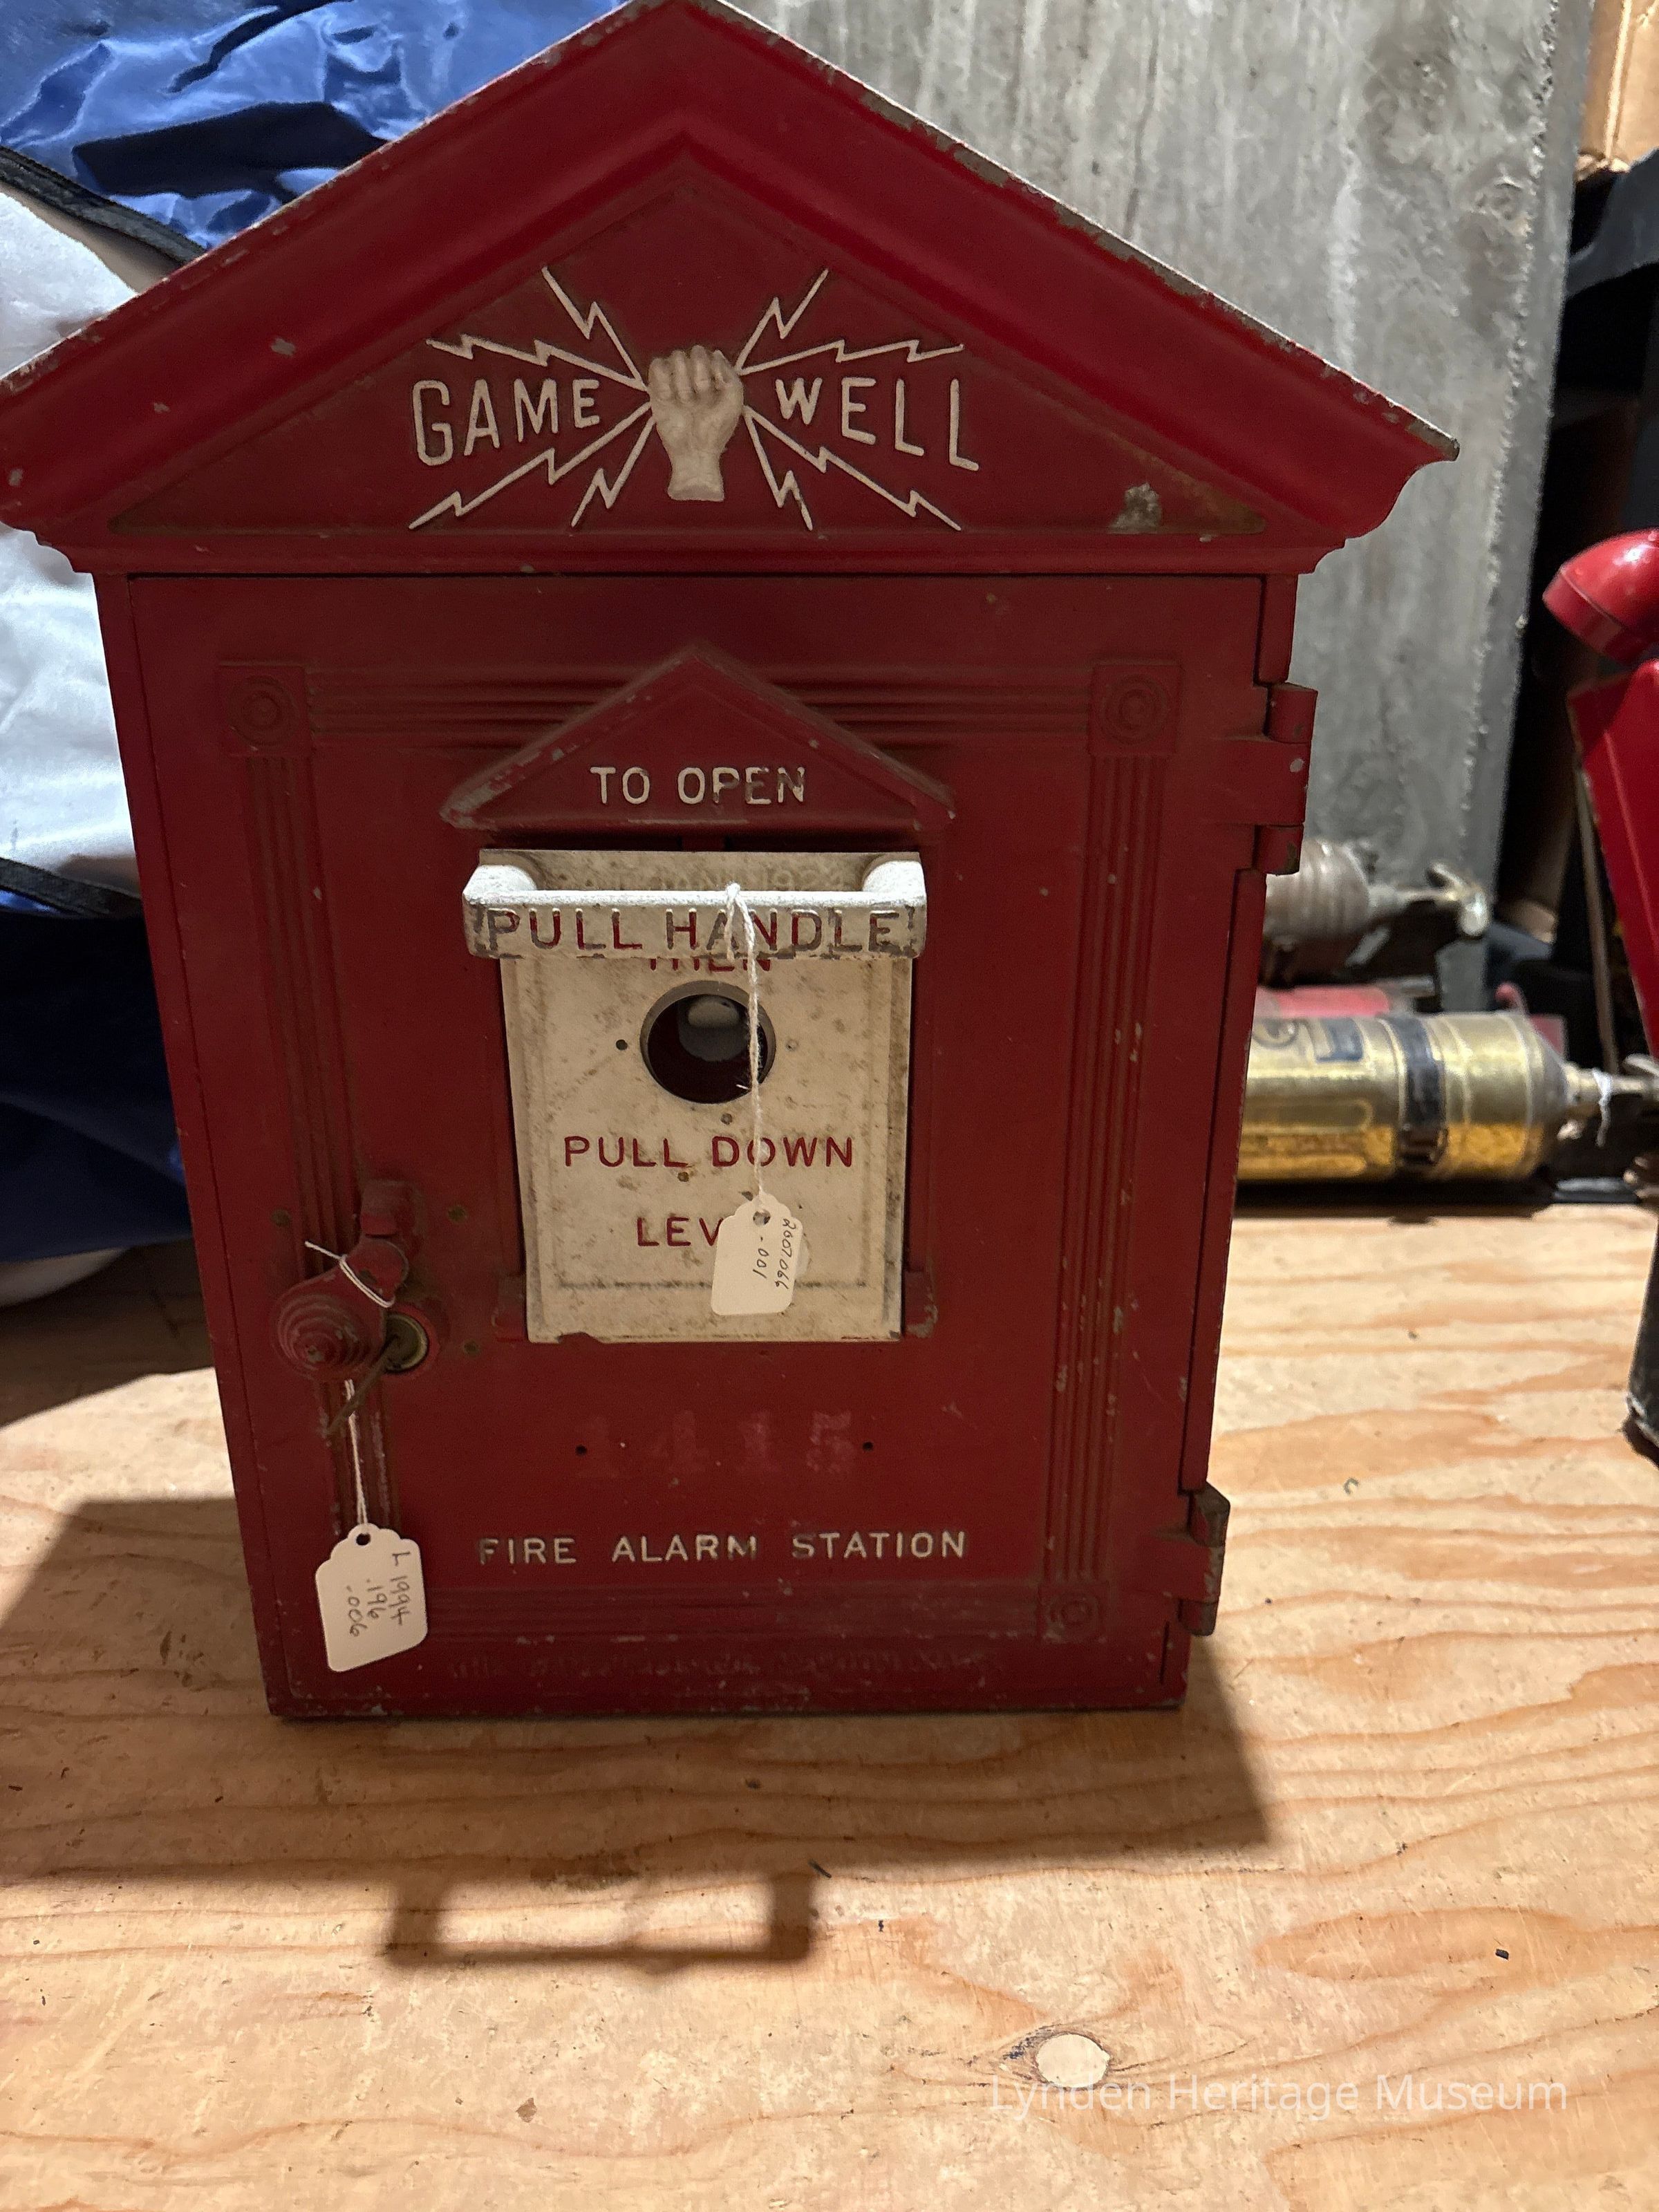 GAME WELL
TO OPEN
PULL HANDLE
THEN
PULL DOWN
LEV
2007.066
-001
FIRE ALARM STATION
L 1994
.196
-006
Lynden Heritage Museum